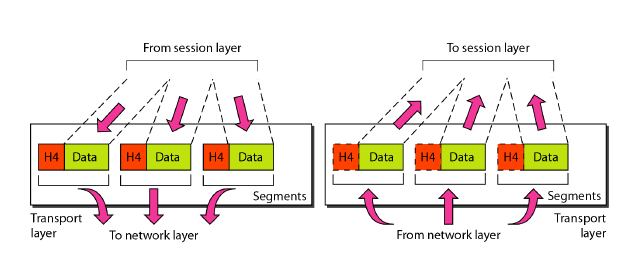 From session layer
H4 Data H4 Data H4 Data
Segments
Transport
layer
To network layer
To session layer
H4 Data H4 Data H4 Data
Segments
Transport
layer
From network layer